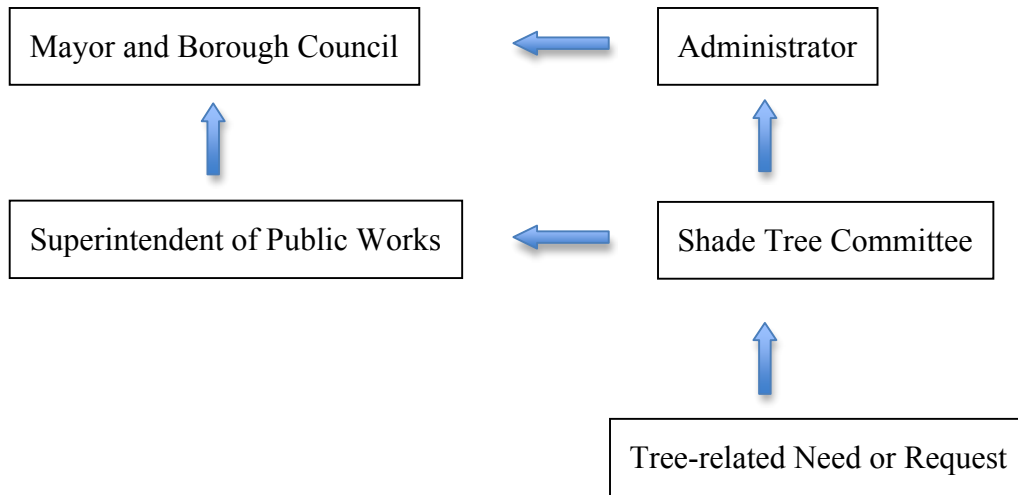 Mayor and Borough Council
Administrator
Superintendent of Public Works
Shade Tree Committee
Tree-related Need or Request